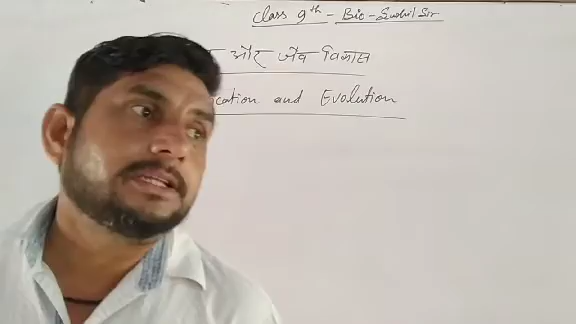 Class 9th - Bio - Sushil Sir
और जैव विकास
cation and Evolution